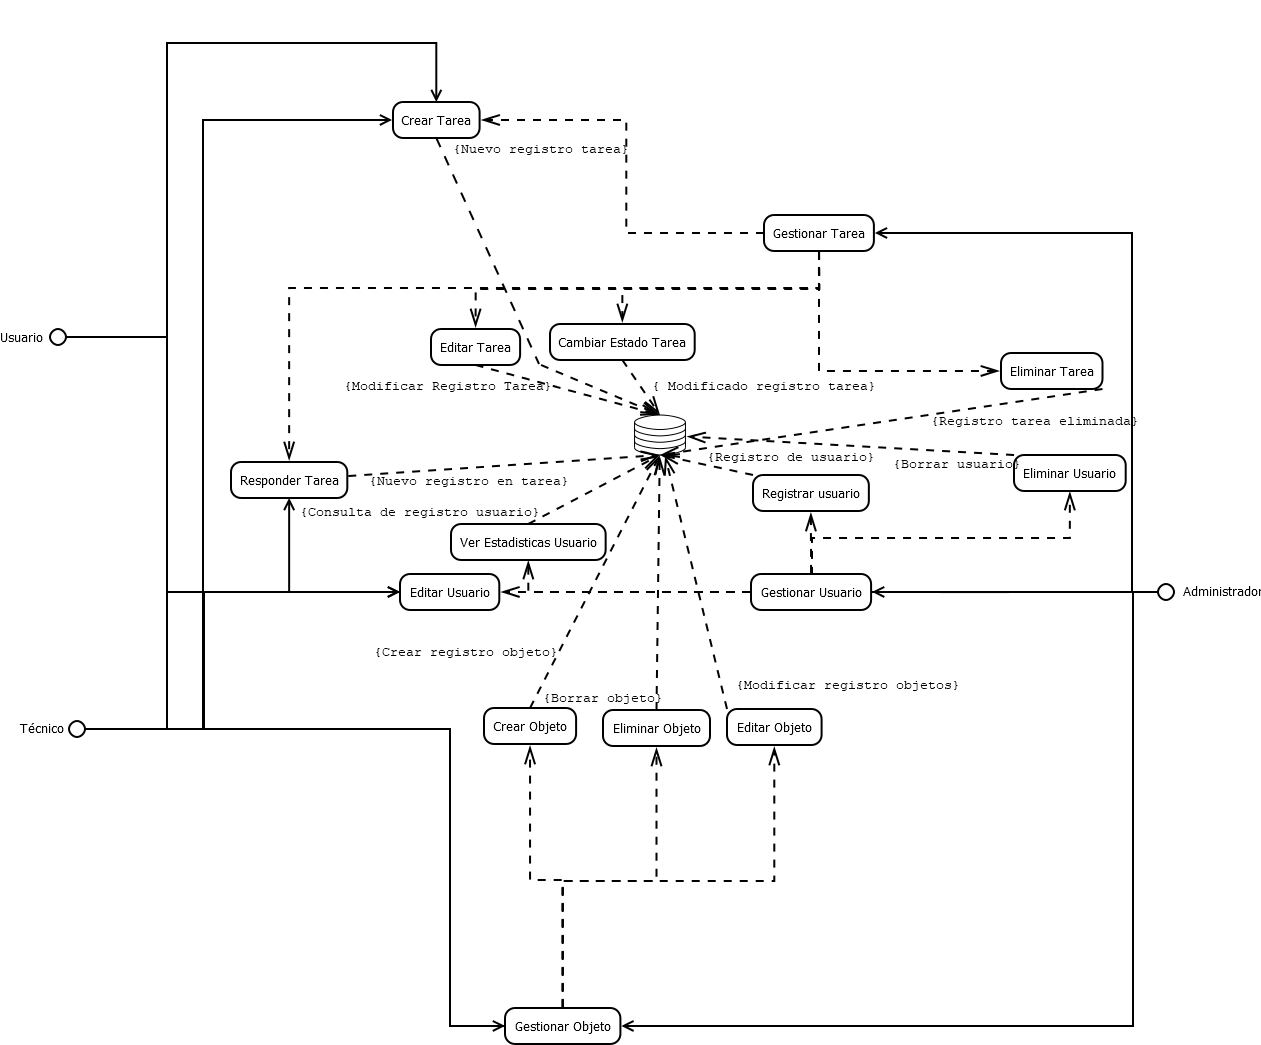 Crear Tarea
{Nuevo registro tarea}
Gestionar Tarea
Usuario
Editar Tarea
Cambiar Estado Tarea
Eliminar Tarea
{Modificar Registro Tarea}
{ Modificado registro tarea}
{Registro tarea eliminada}
{Registro de usuario}
{Borrar usuario}
Responder Tarea
{Nuevo registro en tarea}
Registrar usuario
Eliminar Usuario
{Consulta de registro usuario}
Ver Estadisticas Usuario
Editar Usuario
Gestionar Usuario
Administrador
{Crear registro objeto}
{Borrar objeto}
{Modificar registro objetos}
Técnico
Crear Objeto
Eliminar Objeto
Editar Objeto
Gestionar Objeto